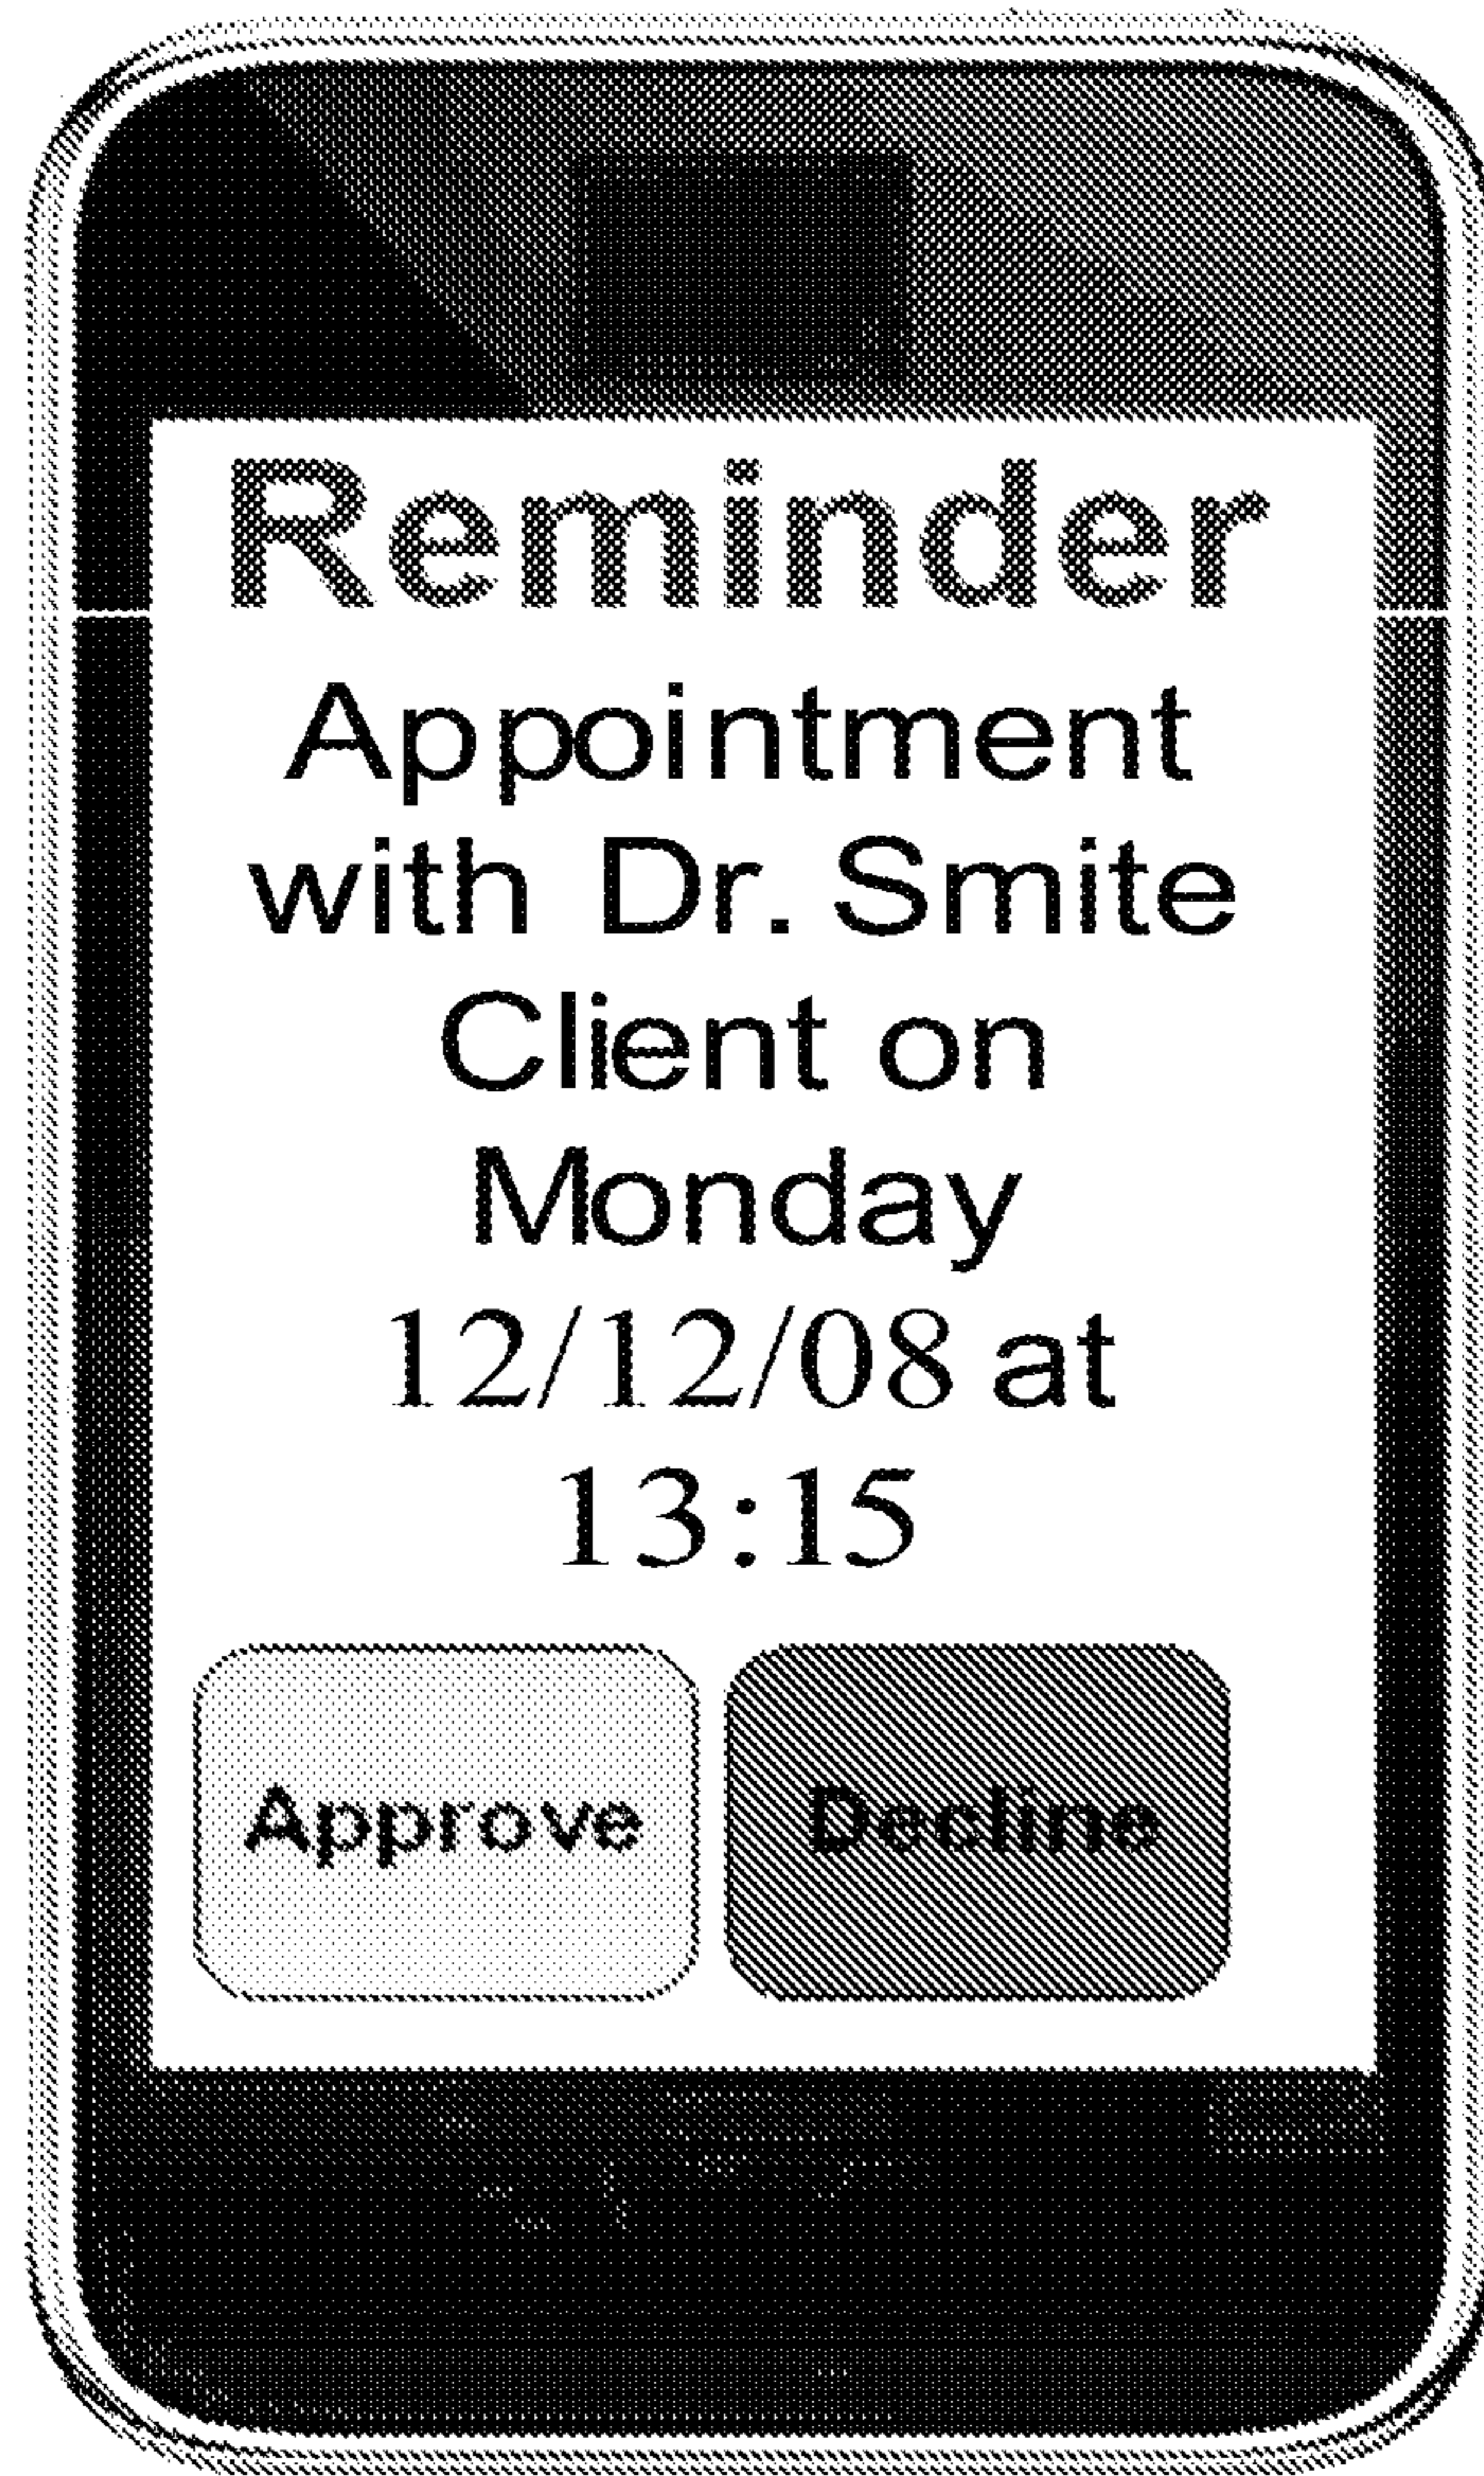 Reminder
Appointment
with Dr. Smite
Client on
Monday
12/12/08 at
13:15
Approve Decline